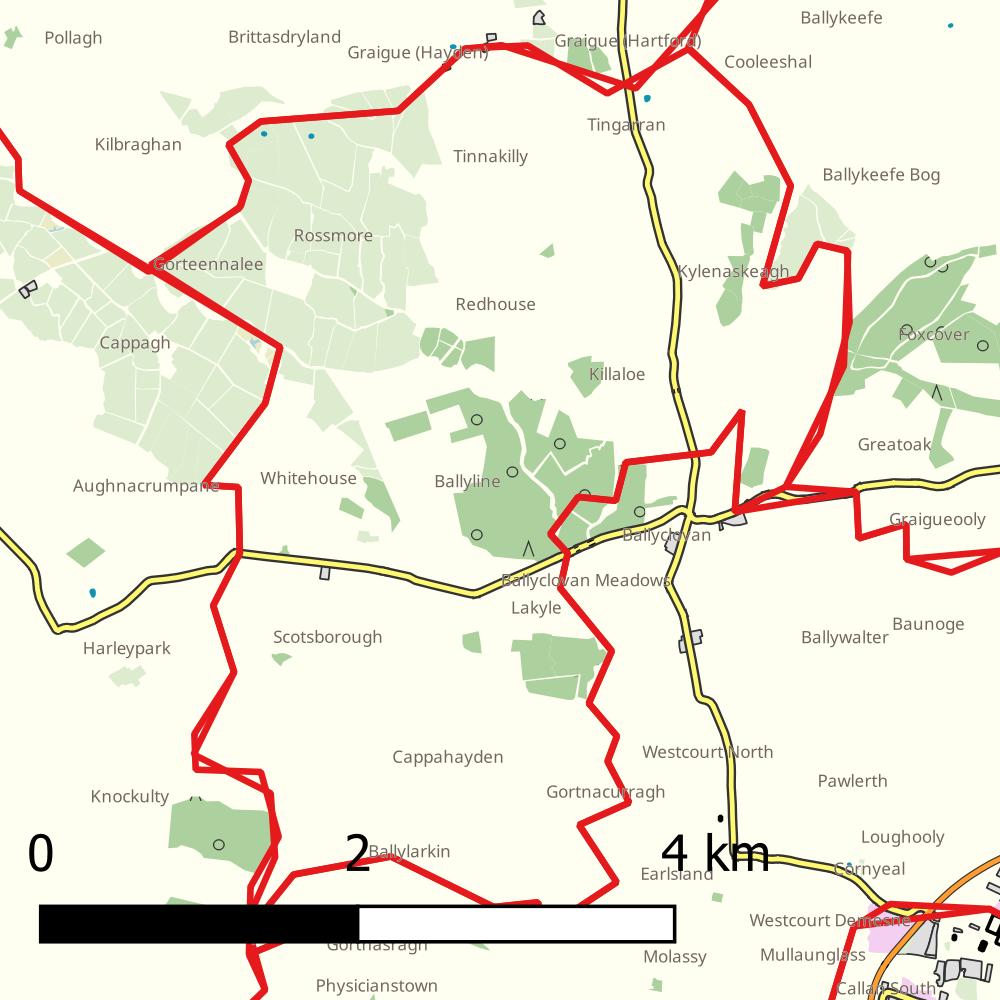 Ballykeefe
Pollagh
Brittasdryland
Graigue (Hayden)
Graigue (Hartford)
Cooleeshal
Tingarran
Kilbraghan
Tinnakilly
Ballykeefe Bog
Rossmore
Gorteennalee
Kylenaskeagh
Redhouse
Foxcover
Cappagh
Killaloe
Greatoak
Aughnacrumpane
Whitehouse
Ballyline
Graigueooly
Ballyclovan
Ballyclovan Meadows
Lakyle
Baunoge
Scotsborough
Ballywalter
Harleypark
Westcourt North
Cappahayden
Pawlerth
Knockulty
Gortnacurragh
Loughooly
0 2 4 km
Ballylarkin
Cornyeal
Earlsland
Westcourt Demesne
Gorthasragh
Molassy
Mullaunglass
Physicianstown
Callan South